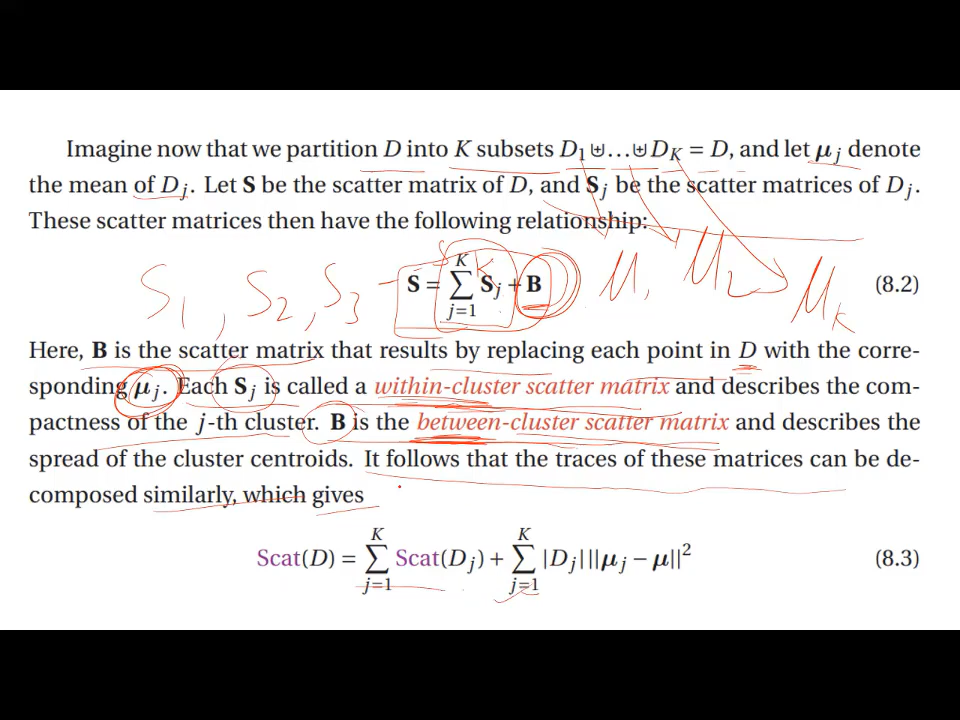 Imagine now that we partition D into K subsets D₁ ⊎…⊎ D_K = D, and let μ_j denote
the mean of D_j. Let S be the scatter matrix of D, and S_j be the scatter matrices of D_j.
These scatter matrices then have the following relationship:
S₁, S₂, S₃ S = ∑_{j=1}^{K} S_j + B μ₁ μ₂ μ_k (8.2)
Here, B is the scatter matrix that results by replacing each point in D with the corre-
sponding μ_j. Each S_j is called a within-cluster scatter matrix and describes the com-
pactness of the j-th cluster. B is the between-cluster scatter matrix and describes the
spread of the cluster centroids. It follows that the traces of these matrices can be de-
composed similarly, which gives
Scat(D) = ∑_{j=1}^{K} Scat(D_j) + ∑_{j=1}^{K} |D_j| ||μ_j − μ||² (8.3)